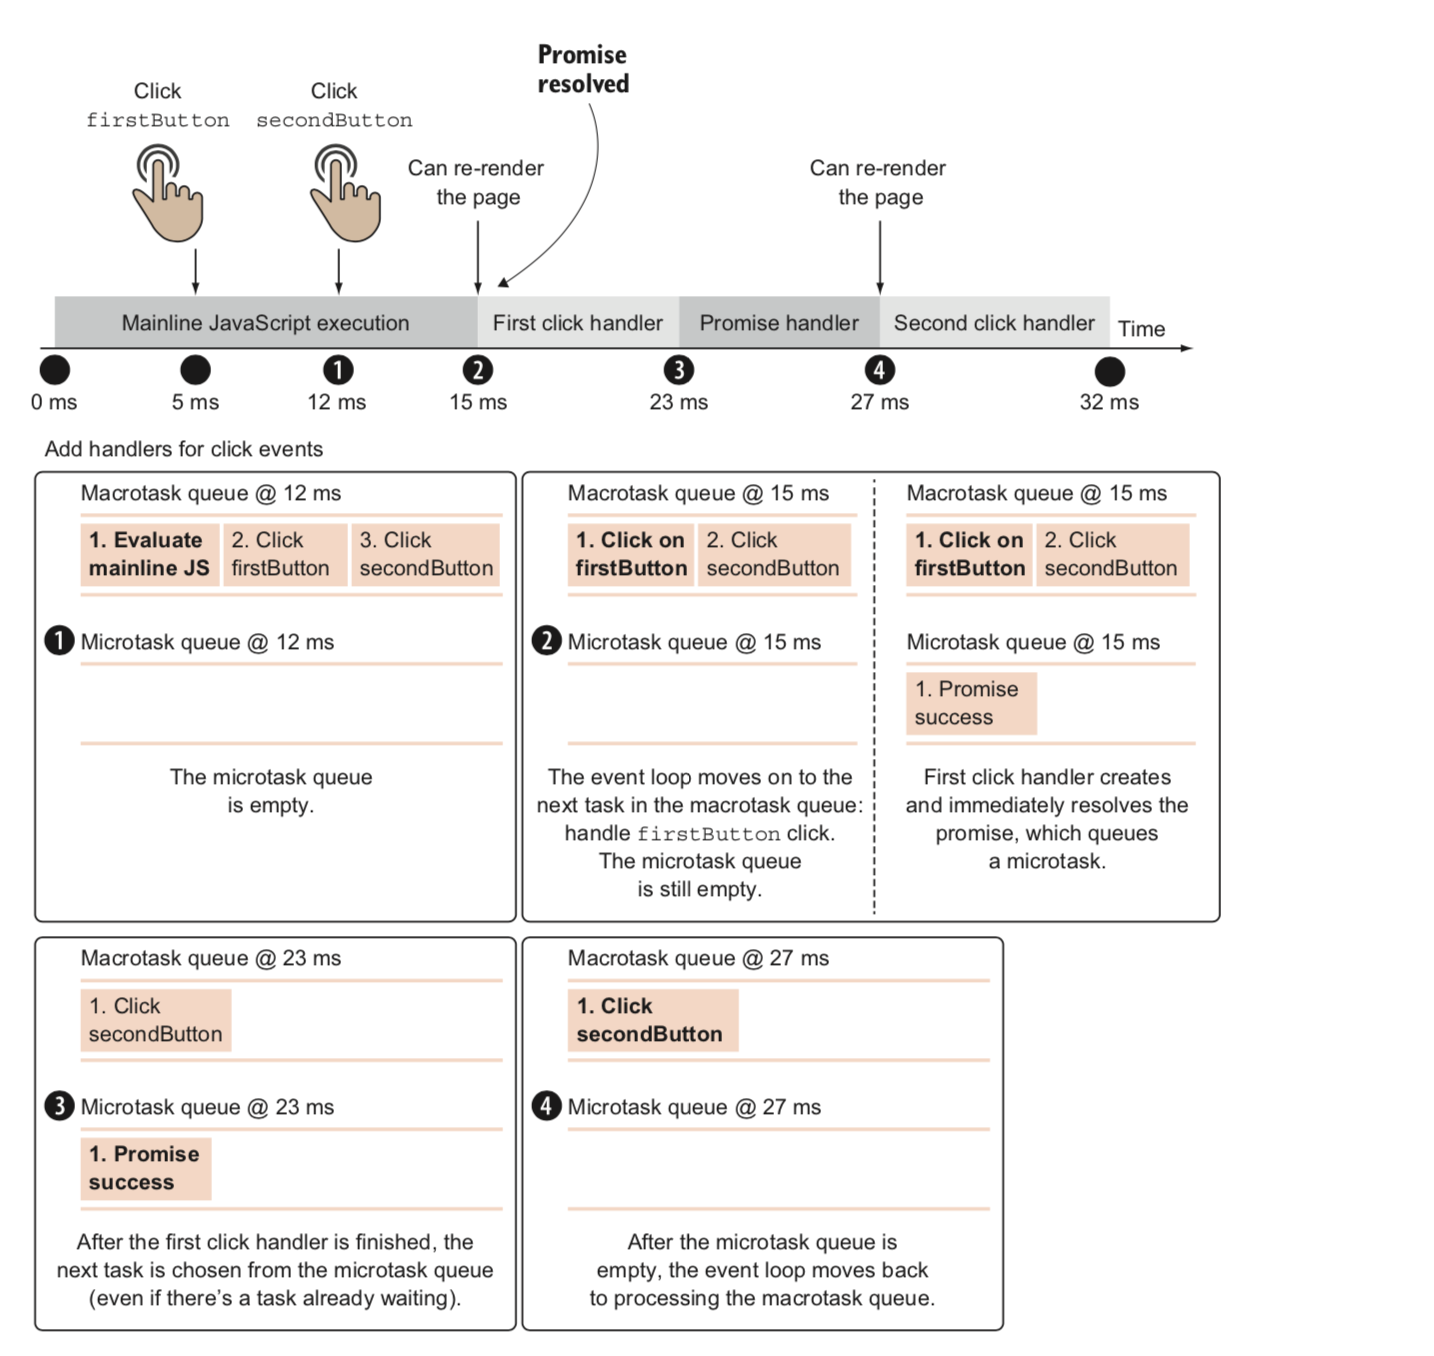 Promise
resolved
Click
firstButton
Click
secondButton
Can re-render
the page
Can re-render
the page
Mainline JavaScript execution
First click handler
Promise handler
Second click handler
Time
1
2
3
4
0 ms
5 ms
12 ms
15 ms
23 ms
27 ms
32 ms
Add handlers for click events
Macrotask queue @ 12 ms
1. Evaluate
mainline JS
2. Click
firstButton
3. Click
secondButton
1
Microtask queue @ 12 ms
The microtask queue
is empty.
Macrotask queue @ 15 ms
1. Click on
firstButton
2. Click
secondButton
2
Microtask queue @ 15 ms
The event loop moves on to the
next task in the macrotask queue:
handle firstButton click.
The microtask queue
is still empty.
Macrotask queue @ 15 ms
1. Click on
firstButton
2. Click
secondButton
Microtask queue @ 15 ms
1. Promise
success
First click handler creates
and immediately resolves the
promise, which queues
a microtask.
Macrotask queue @ 23 ms
1. Click
secondButton
3
Microtask queue @ 23 ms
1. Promise
success
After the first click handler is finished, the
next task is chosen from the microtask queue
(even if there's a task already waiting).
Macrotask queue @ 27 ms
1. Click
secondButton
4
Microtask queue @ 27 ms
After the microtask queue is
empty, the event loop moves back
to processing the macrotask queue.